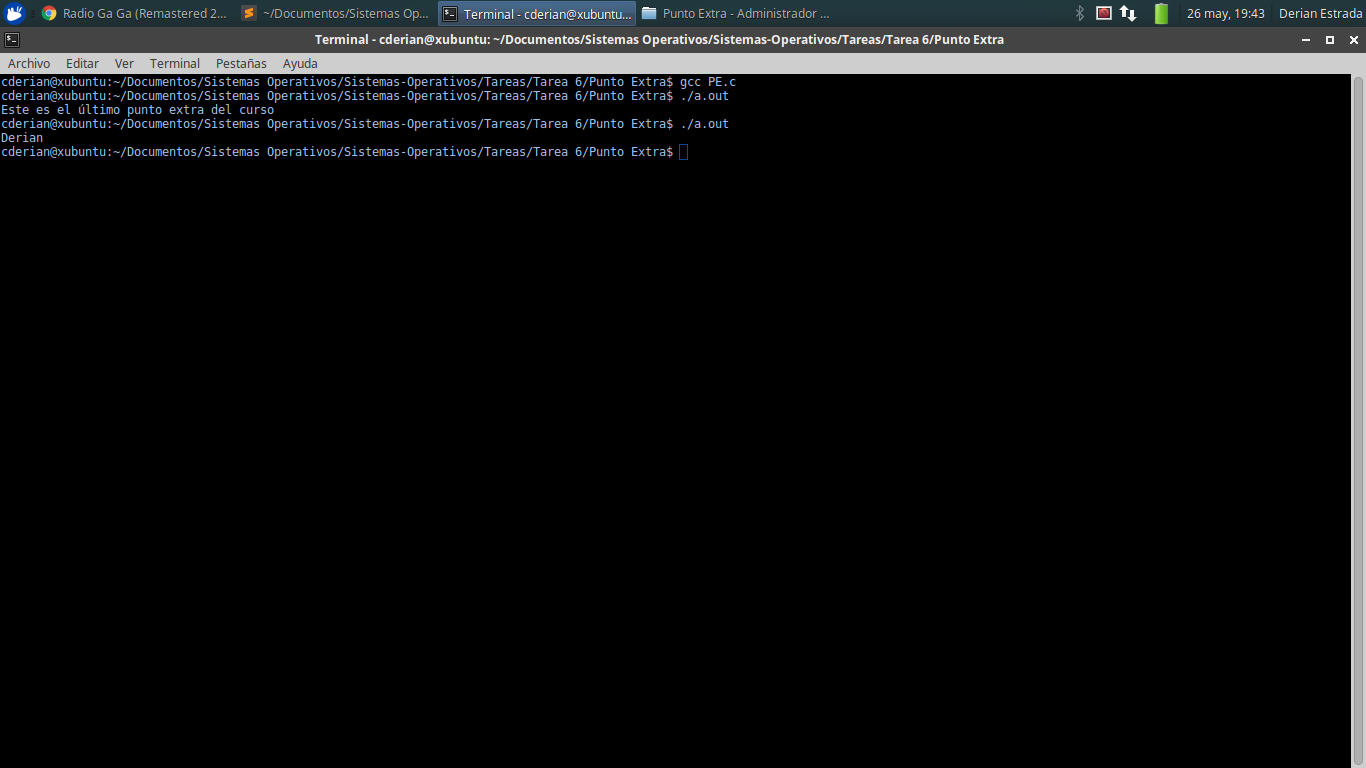 Radio Ga Ga (Remastered 2... ~/Documentos/Sistemas Op... Terminal - cderian@xubuntu... Punto Extra - Administrador ... 26 may, 19:43 Derian Estrada
Terminal - cderian@xubuntu: ~/Documentos/Sistemas Operativos/Sistemas-Operativos/Tareas/Tarea 6/Punto Extra
Archivo Editar Ver Terminal Pestañas Ayuda
cderian@xubuntu:~/Documentos/Sistemas Operativos/Sistemas-Operativos/Tareas/Tarea 6/Punto Extra$ gcc PE.c
cderian@xubuntu:~/Documentos/Sistemas Operativos/Sistemas-Operativos/Tareas/Tarea 6/Punto Extra$ ./a.out
Este es el último punto extra del curso
cderian@xubuntu:~/Documentos/Sistemas Operativos/Sistemas-Operativos/Tareas/Tarea 6/Punto Extra$ ./a.out
Derian
cderian@xubuntu:~/Documentos/Sistemas Operativos/Sistemas-Operativos/Tareas/Tarea 6/Punto Extra$